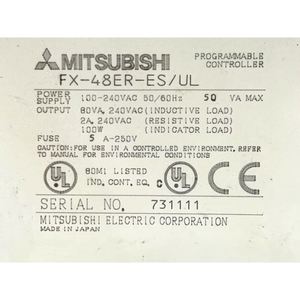 MITSUBISHI
PROGRAMMABLE
CONTROLLER
FX-48ER-ES/UL
POWER
SUPPLY 100-240VAC 50/60Hz 50 VA MAX
OUTPUT 80VA, 240VAC (INDUCTIVE LOAD)
2A, 240VAC (RESISTIVE LOAD)
100W (INDICATOR LOAD)
FUSE 5 A-250V
CAUTION:FOR USE IN A CONTROLLED ENVIRONMENT. REFER
TO MANUAL FOR ENVIRONMENTAL CONDITIONS
UL 80M1 LISTED UL CE
IND. CONT. EQ. C
SERIAL NO. 731111
MITSUBISHI ELECTRIC CORPORATION
MADE IN JAPAN